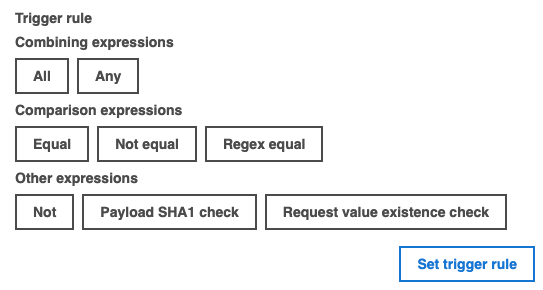 Trigger rule
Combining expressions
All Any
Comparison expressions
Equal Not equal Regex equal
Other expressions
Not Payload SHA1 check Request value existence check
Set trigger rule